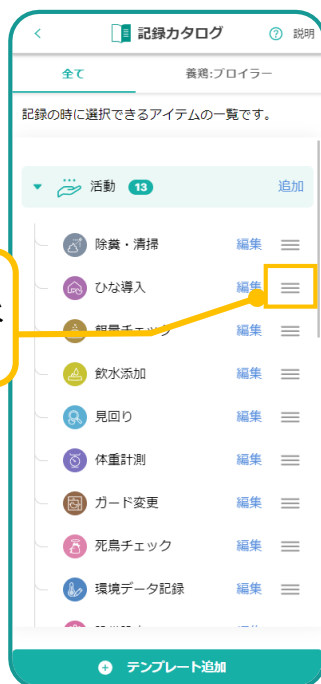 記録カタログ
説明
全て
養鶏:ブロイラー
記録の時に選択できるアイテムの一覧です。
活動 13
追加
除糞・清掃 編集
ひな導入 編集
飲水添加 編集
見回り 編集
体重計測 編集
ガード変更 編集
死鳥チェック 編集
環境データ記録 編集
テンプレート追加